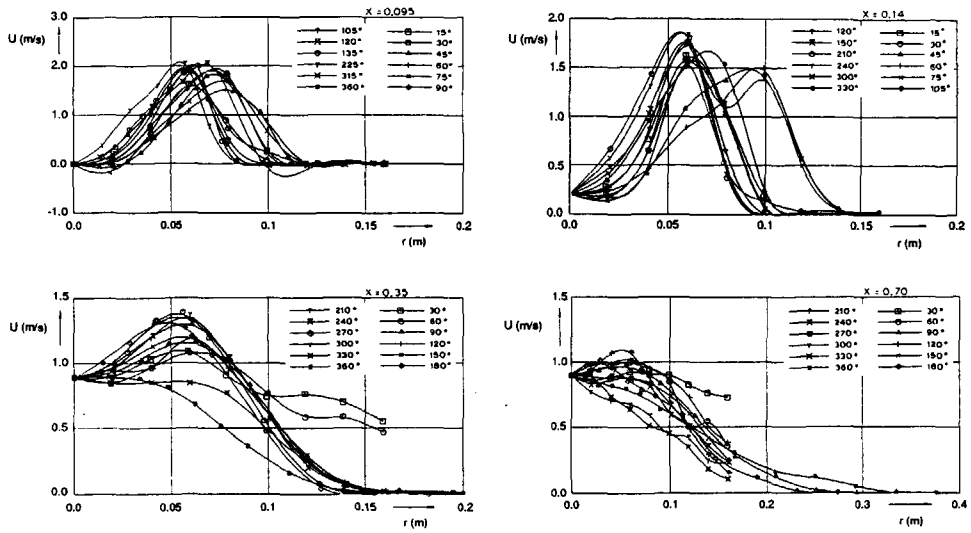 X = 0,095
U (m/s)
3.0
2.0
1.0
0.0
-1.0
105° 15°
120° 30°
135° 45°
225° 60°
315° 75°
360° 90°
0.0 0.05 0.1 0.15 0.2
r (m)
X = 0,14
U (m/s)
2.0
1.5
1.0
0.5
0.0
120° 15°
150° 30°
210° 45°
240° 60°
300° 75°
330° 105°
0.0 0.05 0.1 0.15 0.2
r (m)
X = 0,35
U (m/s)
1.5
1.0
0.5
0.0
210° 30°
240° 60°
270° 90°
300° 120°
330° 150°
360° 180°
0.0 0.05 0.1 0.15 0.2
r (m)
X = 0,70
U (m/s)
1.5
1.0
0.5
0.0
210° 30°
240° 60°
270° 90°
300° 120°
330° 150°
360° 180°
0.0 0.1 0.2 0.3 0.4
r (m)